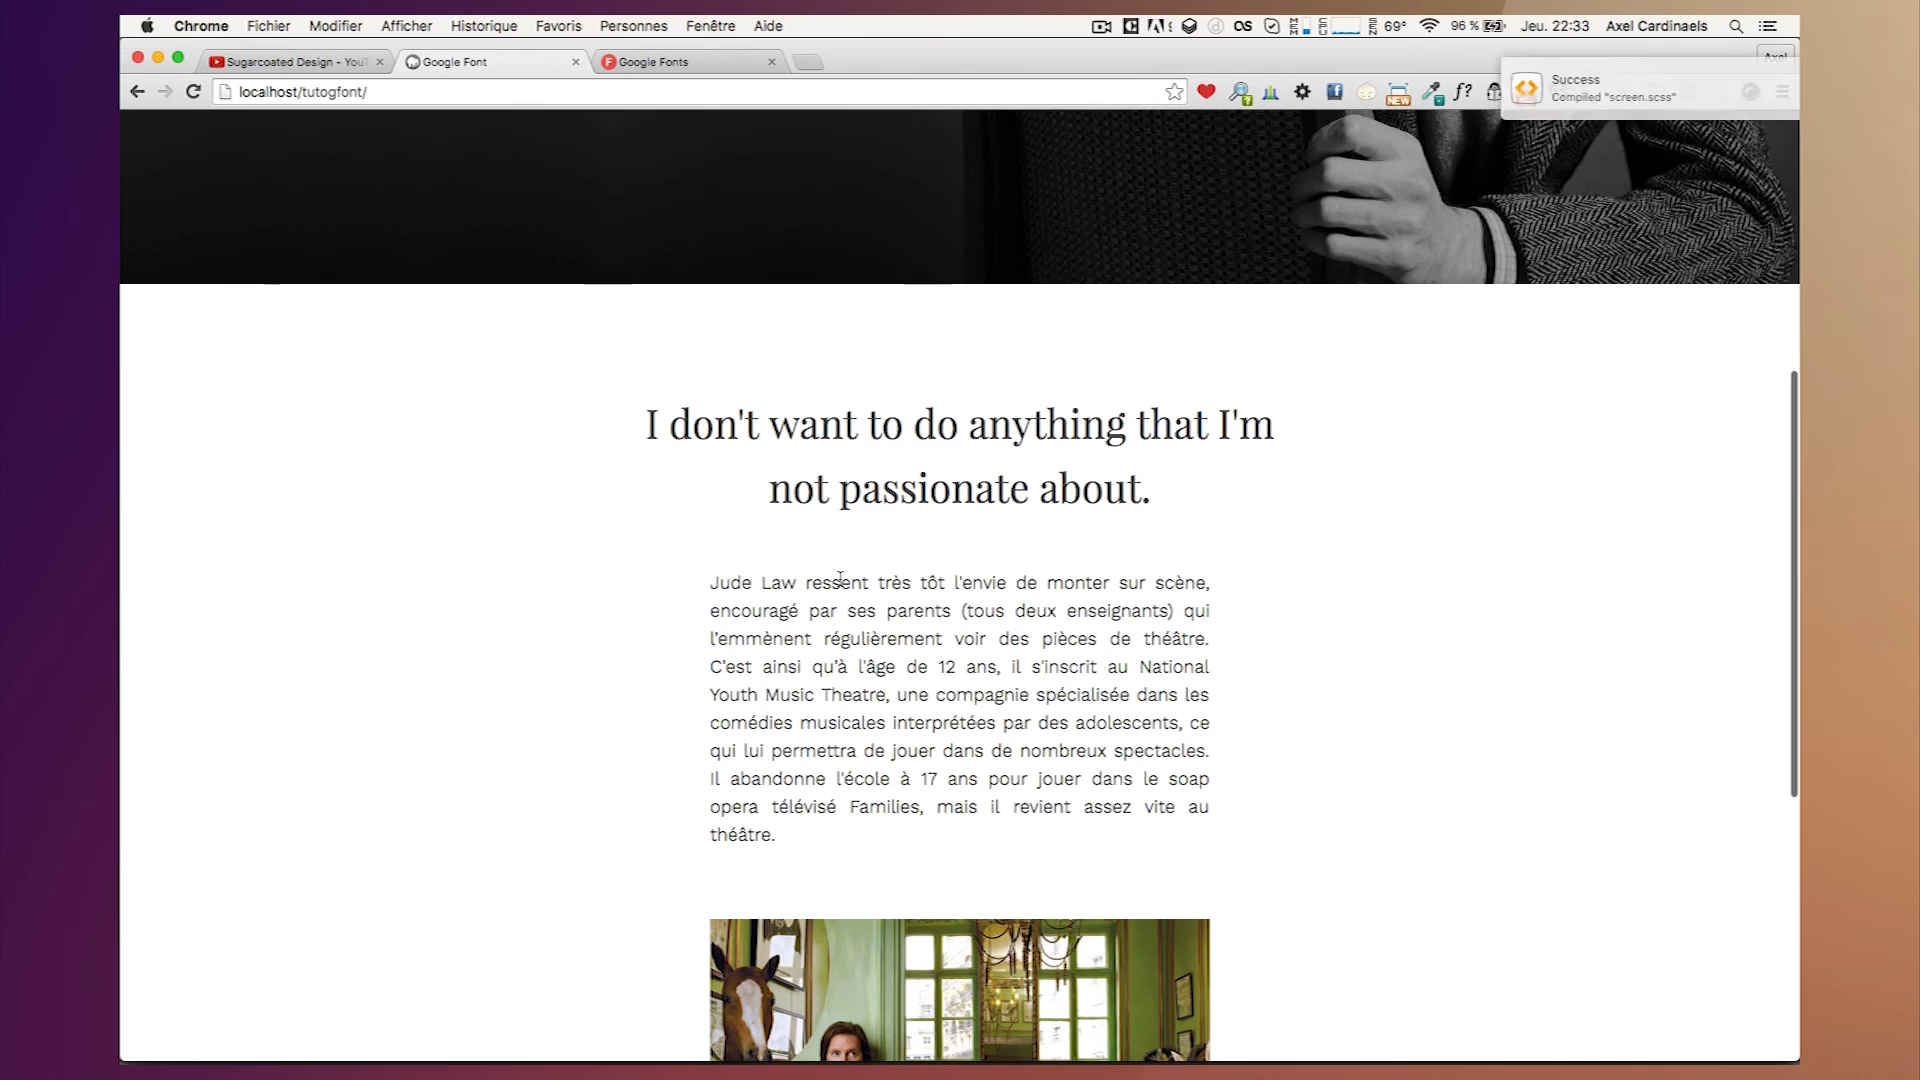 Chrome Fichier Modifier Afficher Historique Favoris Personnes Fenêtre Aide
69° 96 % Jeu. 22:33 Axel Cardinaels
Sugarcoated Design - You
Google Font
Google Fonts
Axel
localhost/tutogfont/
NEW
f?
Success
Compiled "screen.scss"
I don't want to do anything that I'm
not passionate about.
Jude Law ressent très tôt l'envie de monter sur scène,
encouragé par ses parents (tous deux enseignants) qui
l’emmènent régulièrement voir des pièces de théâtre.
C’est ainsi qu’à l'âge de 12 ans, il s'inscrit au National
Youth Music Theatre, une compagnie spécialisée dans les
comédies musicales interprétées par des adolescents, ce
qui lui permettra de jouer dans de nombreux spectacles.
Il abandonne l'école à 17 ans pour jouer dans le soap
opera télévisé Families, mais il revient assez vite au
théâtre.